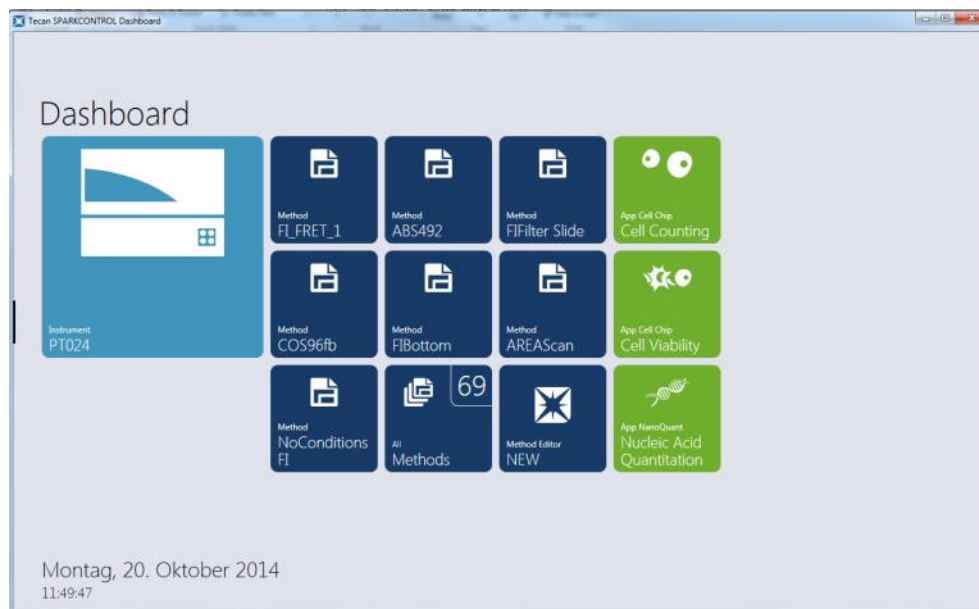 Tecan SPARKCONTROL Dashboard
Dashboard
Instrument
PT024
Method
FI_FRET_1
Method
ABS492
Method
FIFilter Slide
App Cell Chip
Cell Counting
Method
COS96fb
Method
FIBottom
Method
AREAScan
App Cell Chip
Cell Viability
Method
NoConditions
FI
69
All
Methods
Method Editor
NEW
App NanoQuant
Nucleic Acid
Quantitation
Montag, 20. Oktober 2014
11:49:47